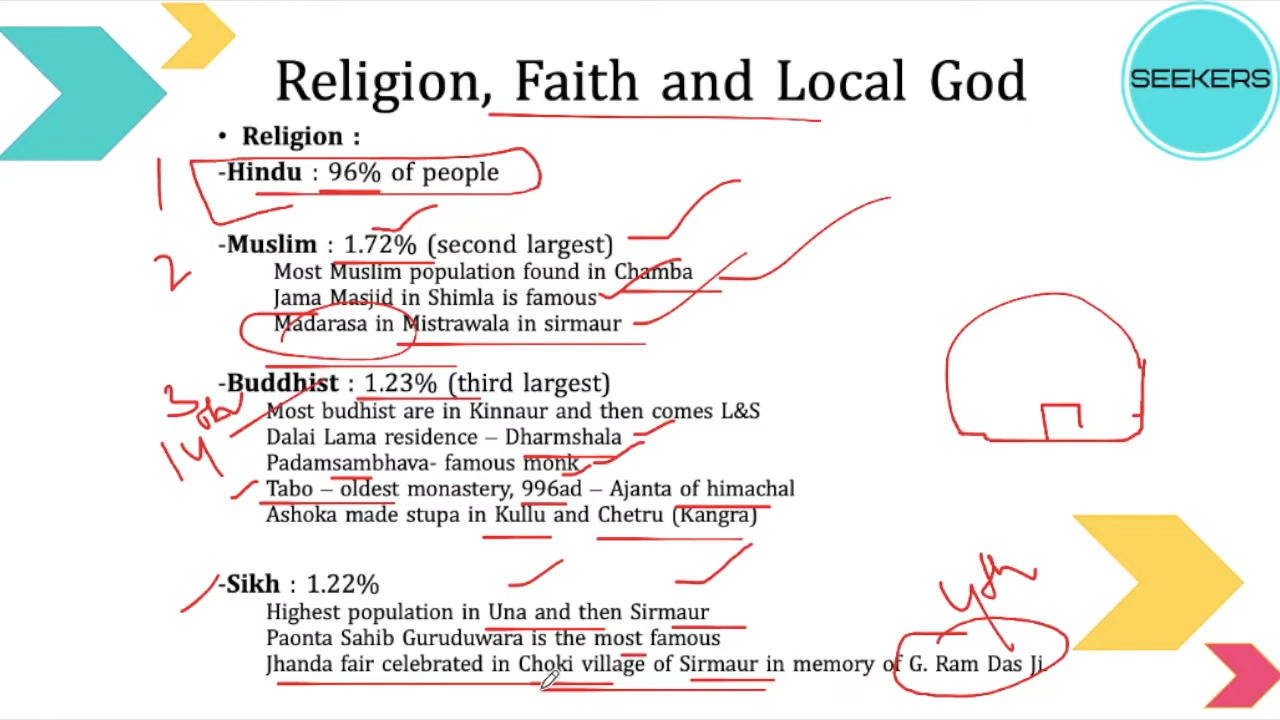 Religion, Faith and Local God
SEEKERS
• Religion :
1
-Hindu : 96% of people
2
-Muslim : 1.72% (second largest)
Most Muslim population found in Chamba
Jama Masjid in Shimla is famous
Madarasa in Mistrawala in sirmaur
3
-Buddhist : 1.23% (third largest)
Most budhist are in Kinnaur and then comes L&S
14
Dalai Lama residence – Dharmshala
Padamsambhava- famous monk
Tabo – oldest monastery, 996ad – Ajanta of himachal
Ashoka made stupa in Kullu and Chetru (Kangra)
-Sikh : 1.22%
4th
Highest population in Una and then Sirmaur
Paonta Sahib Guruduwara is the most famous
Jhanda fair celebrated in Choki village of Sirmaur in memory of G. Ram Das Ji.